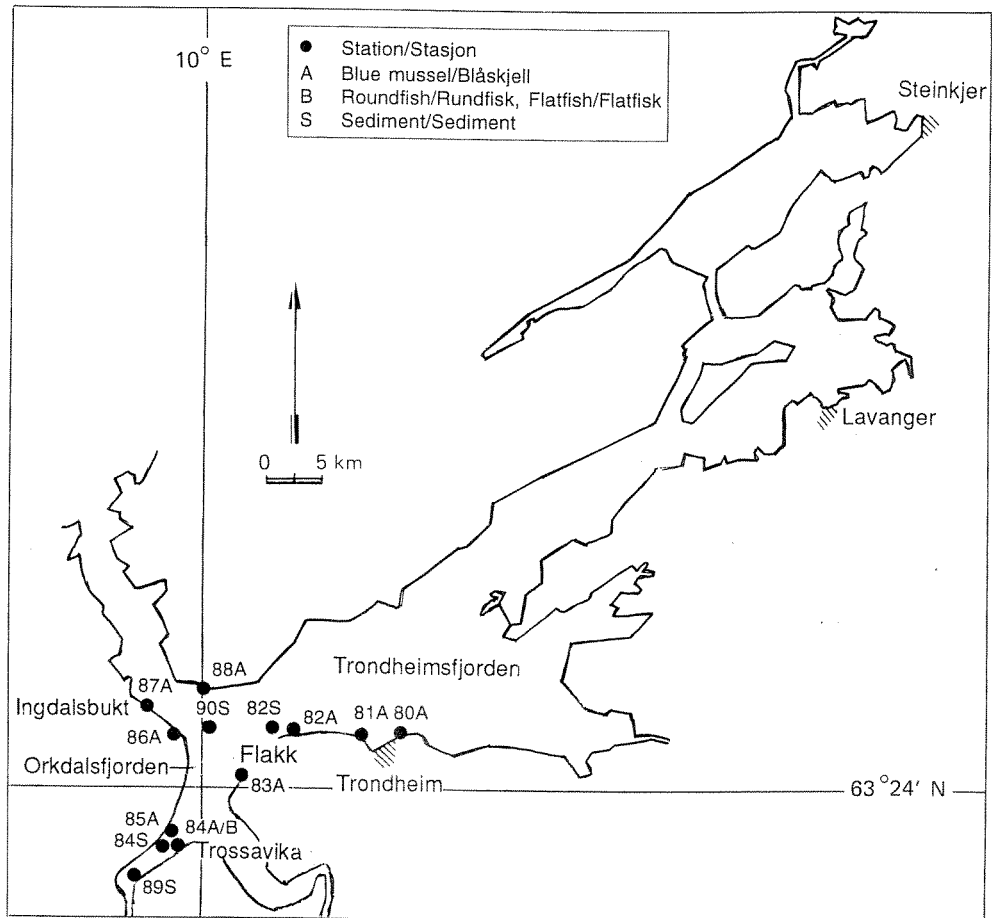 10° E
● Station/Stasjon
A Blue mussel/Blåskjell
B Roundfish/Rundfisk, Flatfish/Flatfisk
S Sediment/Sediment
Steinkjer
Lavanger
0 5 km
Trondheimsfjorden
88A
87A
Ingdalsbukt
90S
82S
82A
81A
80A
86A
Orkdalsfjorden
Flakk
83A
Trondheim
63°24' N
85A
84A/B
84S
Trossavika
89S